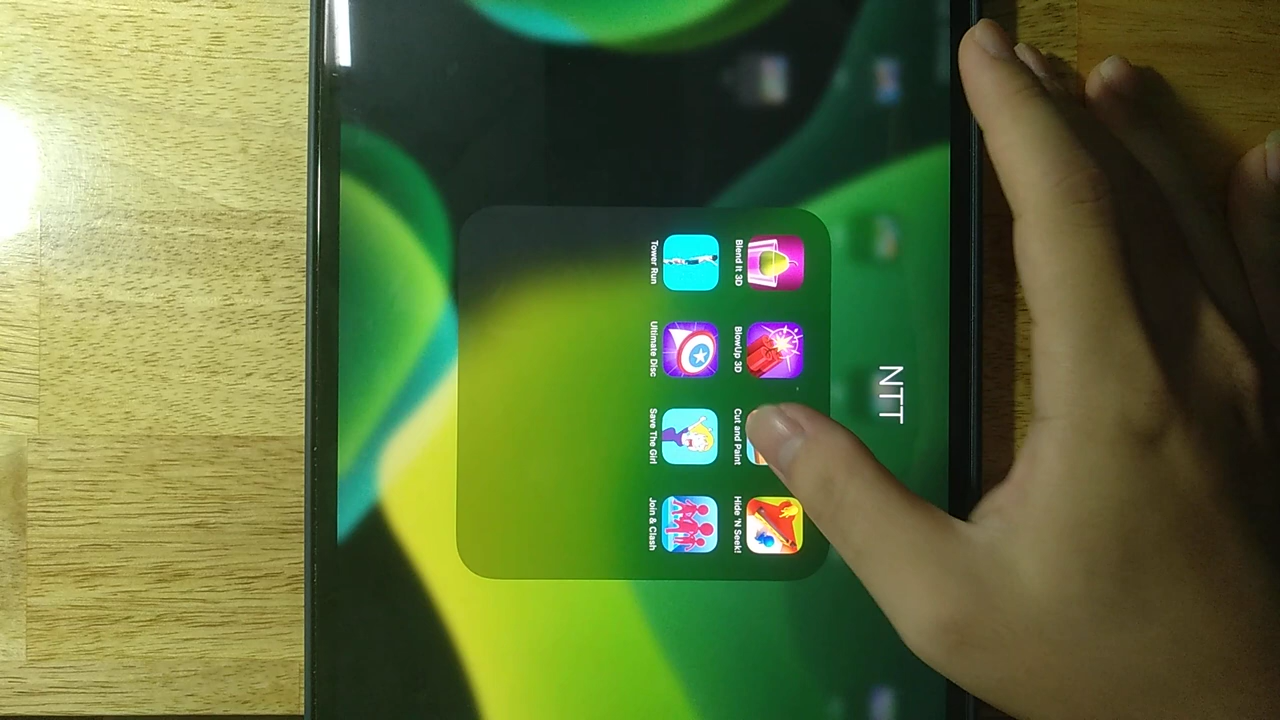 NTT
Blend It 3D
BlowUp 3D
Cut and Paint
Hide 'N Seek!
Tower Run
Ultimate Disc
Save The Girl
Join & Clash